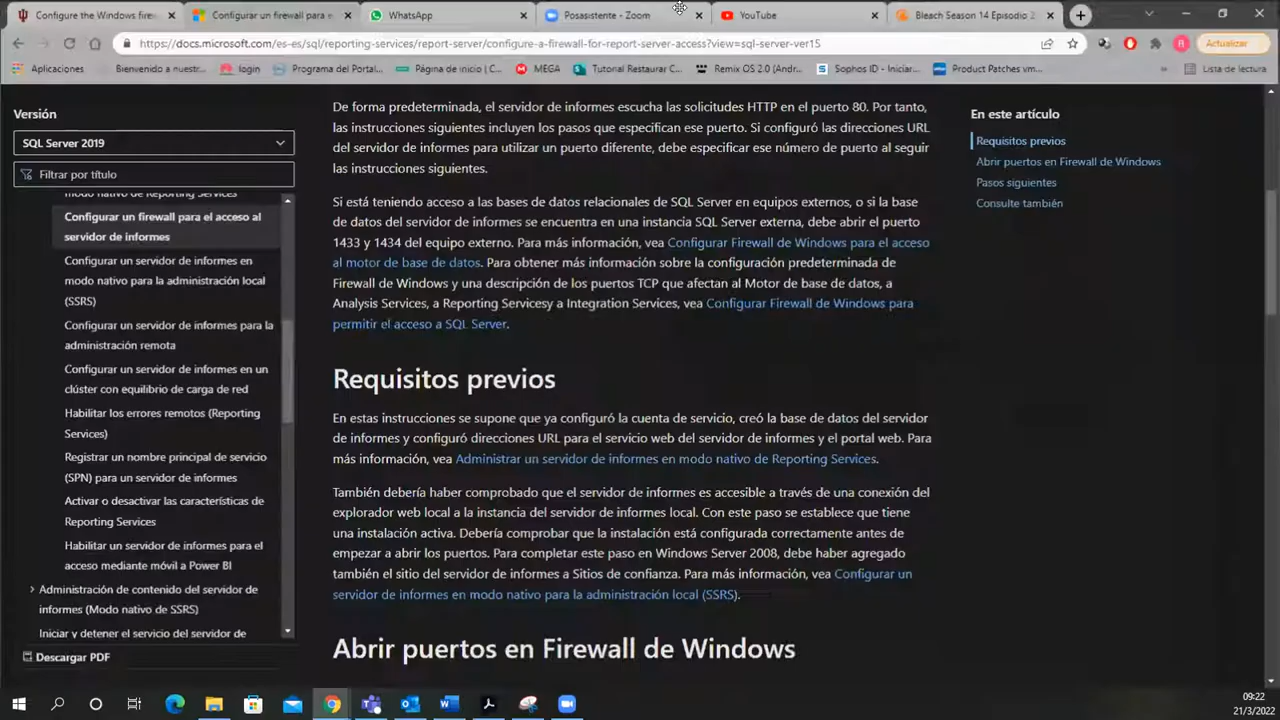 Configure the Windows firew
Configurar un firewall para e
WhatsApp
Posasistente - Zoom
YouTube
Bleach Season 14 Episodio 2
https://docs.microsoft.com/es-es/sql/reporting-services/report-server/configure-a-firewall-for-report-server-access?view=sql-server-ver15
R
Actualizar
Aplicaciones
Bienvenido a nuestr...
login
Programa del Portal...
Página de inicio | C...
MEGA
Tutorial Restaurar C...
Remix OS 2.0 (Andr...
Sophos ID - Iniciar...
Product Patches vm...
»
Lista de lectura
Versión
SQL Server 2019
Filtrar por título
modo nativo de Reporting Services
Configurar un firewall para el acceso al
servidor de informes
Configurar un servidor de informes en
modo nativo para la administración local
(SSRS)
Configurar un servidor de informes para la
administración remota
Configurar un servidor de informes en un
clúster con equilibrio de carga de red
Habilitar los errores remotos (Reporting
Services)
Registrar un nombre principal de servicio
(SPN) para un servidor de informes
Activar o desactivar las características de
Reporting Services
Habilitar un servidor de informes para el
acceso mediante móvil a Power BI
Administración de contenido del servidor de
informes (Modo nativo de SSRS)
Iniciar y detener el servicio del servidor de
Descargar PDF
De forma predeterminada, el servidor de informes escucha las solicitudes HTTP en el puerto 80. Por tanto,
las instrucciones siguientes incluyen los pasos que especifican ese puerto. Si configuró las direcciones URL
del servidor de informes para utilizar un puerto diferente, debe especificar ese número de puerto al seguir
las instrucciones siguientes.
Si está teniendo acceso a las bases de datos relacionales de SQL Server en equipos externos, o si la base
de datos del servidor de informes se encuentra en una instancia SQL Server externa, debe abrir el puerto
1433 y 1434 del equipo externo. Para más información, vea Configurar Firewall de Windows para el acceso
al motor de base de datos. Para obtener más información sobre la configuración predeterminada de
Firewall de Windows y una descripción de los puertos TCP que afectan al Motor de base de datos, a
Analysis Services, a Reporting Servicesy a Integration Services, vea Configurar Firewall de Windows para
permitir el acceso a SQL Server.
Requisitos previos
En estas instrucciones se supone que ya configuró la cuenta de servicio, creó la base de datos del servidor
de informes y configuró direcciones URL para el servicio web del servidor de informes y el portal web. Para
más información, vea Administrar un servidor de informes en modo nativo de Reporting Services.
También debería haber comprobado que el servidor de informes es accesible a través de una conexión del
explorador web local a la instancia del servidor de informes local. Con este paso se establece que tiene
una instalación activa. Debería comprobar que la instalación está configurada correctamente antes de
empezar a abrir los puertos. Para completar este paso en Windows Server 2008, debe haber agregado
también el sitio del servidor de informes a Sitios de confianza. Para más información, vea Configurar un
servidor de informes en modo nativo para la administración local (SSRS).
Abrir puertos en Firewall de Windows
En este artículo
Requisitos previos
Abrir puertos en Firewall de Windows
Pasos siguientes
Consulte también
09:22
21/3/2022